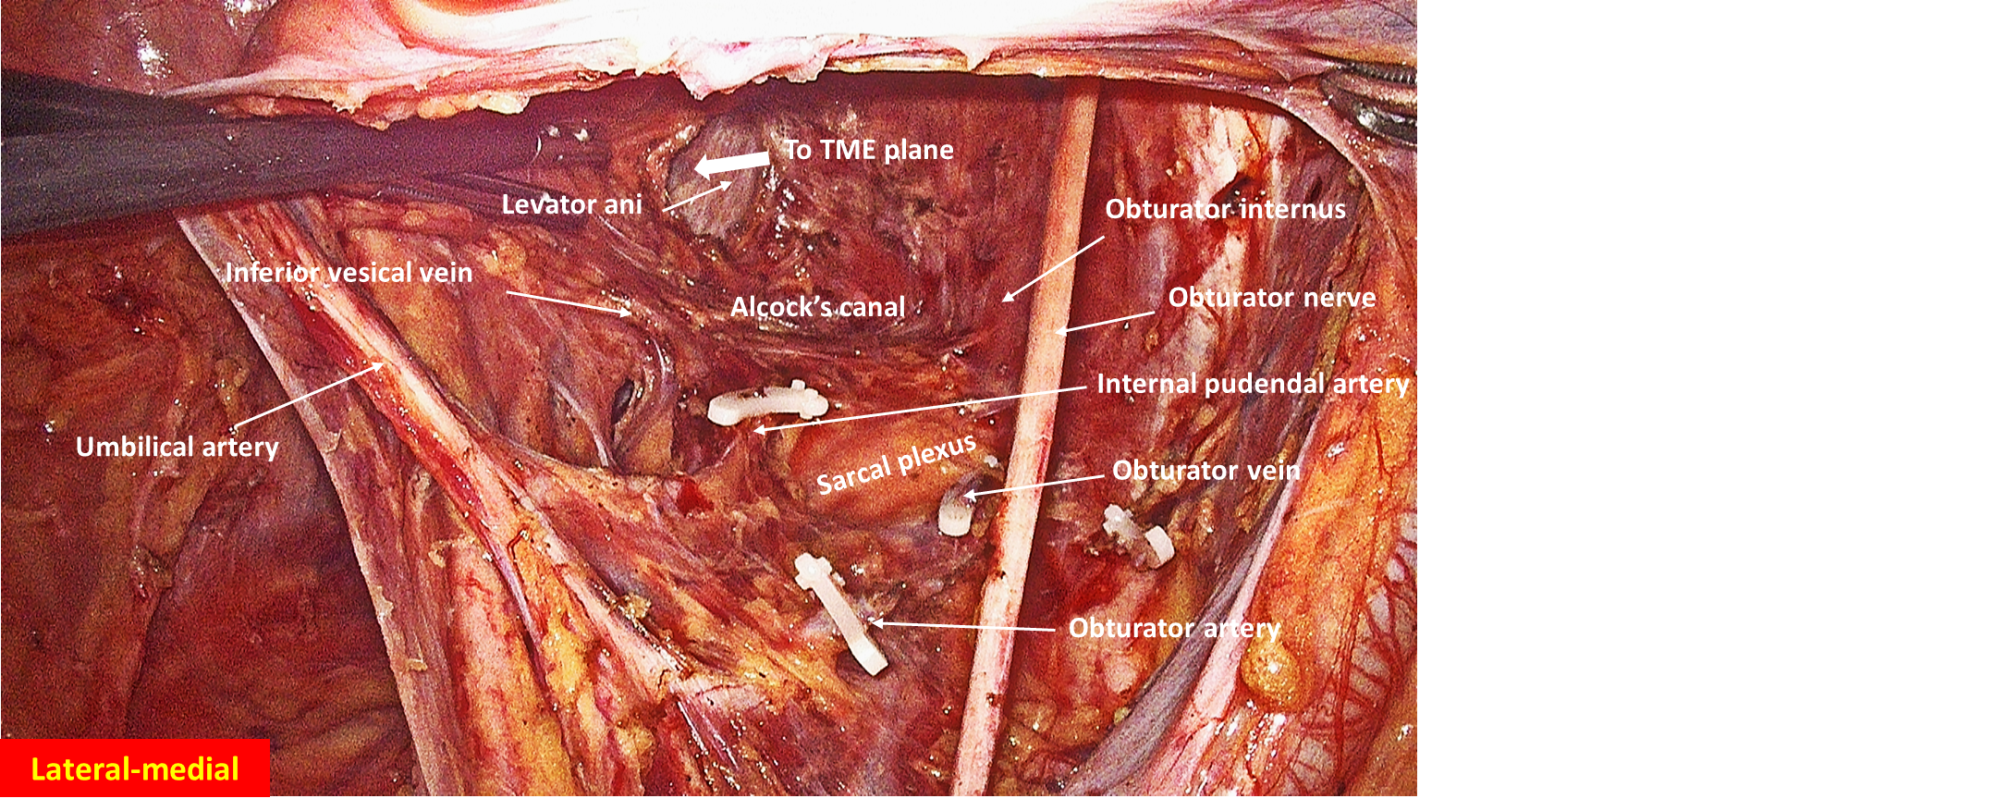 To TME plane
Levator ani
Obturator internus
Inferior vesical vein
Alcock's canal
Obturator nerve
Internal pudendal artery
Umbilical artery
Sarcal plexus
Obturator vein
Obturator artery
Lateral-medial